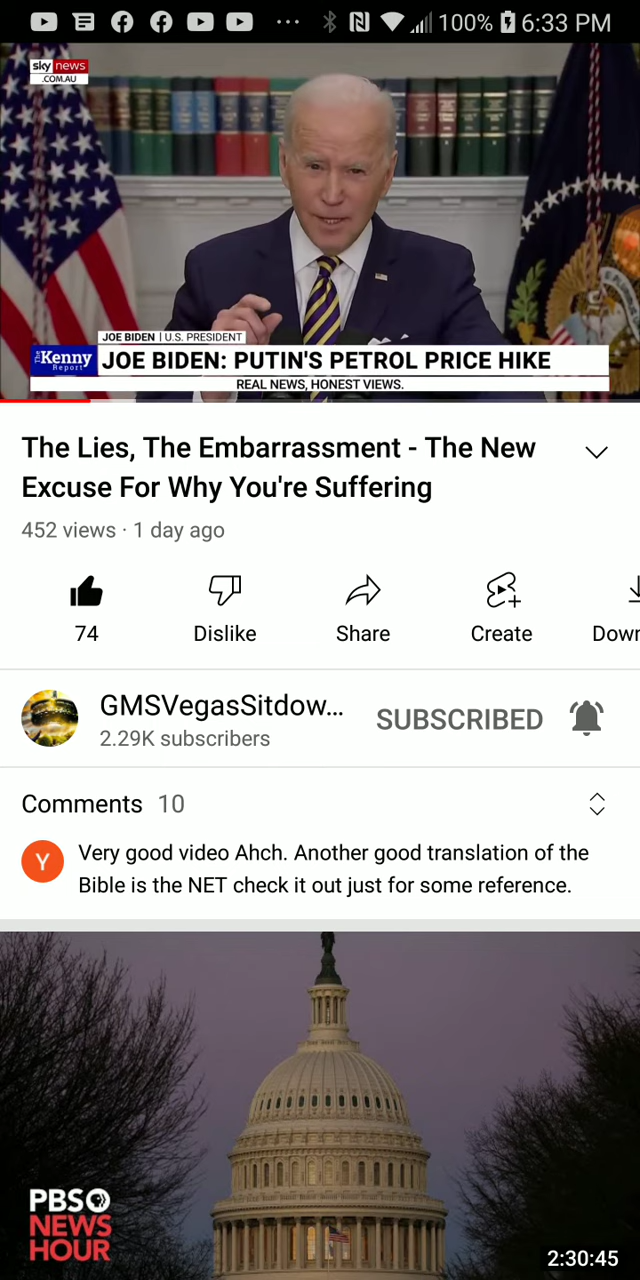 100% 6:33 PM
sky news
.COM.AU
JOE BIDEN | U.S. PRESIDENT
The Kenny Report JOE BIDEN: PUTIN'S PETROL PRICE HIKE
REAL NEWS, HONEST VIEWS.
The Lies, The Embarrassment - The New
Excuse For Why You're Suffering
452 views · 1 day ago
74 Dislike Share Create Down
GMSVegasSitdow... SUBSCRIBED
2.29K subscribers
Comments 10
Y Very good video Ahch. Another good translation of the
Bible is the NET check it out just for some reference.
PBS
NEWS
HOUR
2:30:45